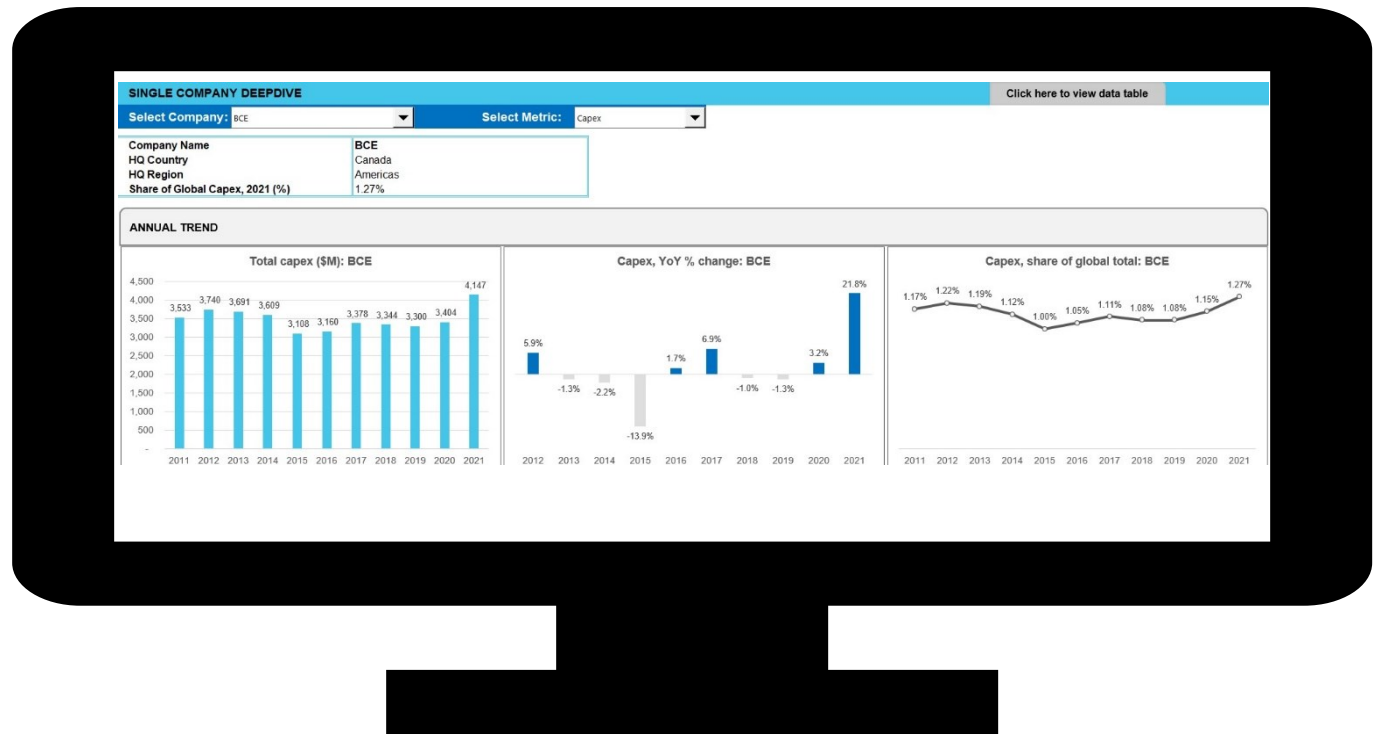 SINGLE COMPANY DEEPDIVE
Click here to view data table
Select Company: BCE
Select Metric: Capex
Company Name BCE
HQ Country Canada
HQ Region Americas
Share of Global Capex, 2021 (%) 1.27%
ANNUAL TREND
Total capex ($M): BCE
4,500
4,000
3,500
3,000
2,500
2,000
1,500
1,000
500
-
3,533 3,740 3,691 3,609 3,108 3,160 3,378 3,344 3,300 3,404 4,147
2011 2012 2013 2014 2015 2016 2017 2018 2019 2020 2021
Capex, YoY % change: BCE
5.9% -1.3% -2.2% -13.9% 1.7% 6.9% -1.0% -1.3% 3.2% 21.8%
2012 2013 2014 2015 2016 2017 2018 2019 2020 2021
Capex, share of global total: BCE
1.17% 1.22% 1.19% 1.12% 1.00% 1.05% 1.11% 1.08% 1.08% 1.15% 1.27%
2011 2012 2013 2014 2015 2016 2017 2018 2019 2020 2021